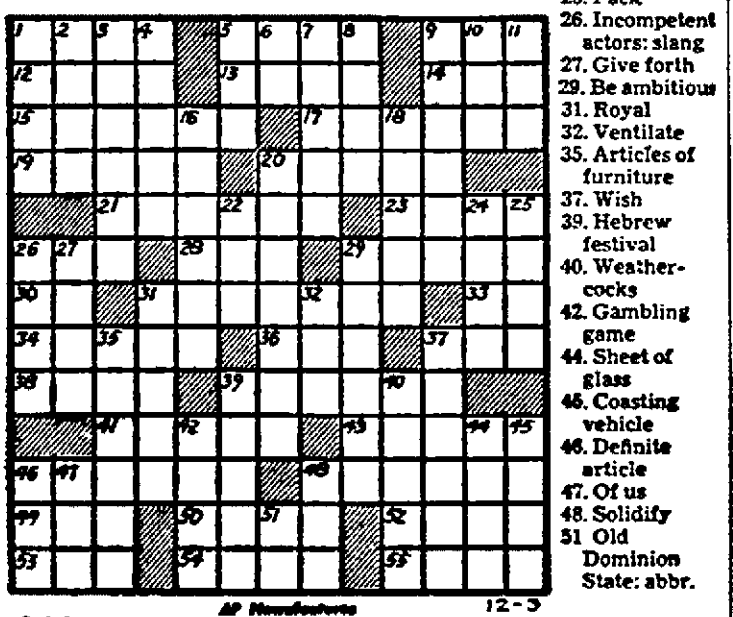 1 2 3 4 5 6 7 8 9 10 11
12 13 14
15 16 17 18
19 20
21 22 23 24 25
26 27 28 29
30 31 32 33
34 35 36 37
38 39 40
41 42 43 44 45
46 47 48
49 50 51 52
53 54 55
AP Newsfeatures 12-3
26. Incompetent
actors: slang
27. Give forth
29. Be ambitious
31. Royal
32. Ventilate
35. Articles of
furniture
37. Wish
39. Hebrew
festival
40. Weather-
cocks
42. Gambling
game
44. Sheet of
glass
45. Coasting
vehicle
46. Definite
article
47. Of us
48. Solidify
51 Old
Dominion
State: abbr.